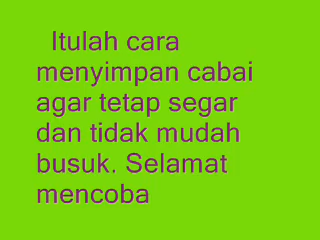 Itulah cara
menyimpan cabai
agar tetap segar
dan tidak mudah
busuk. Selamat
mencoba